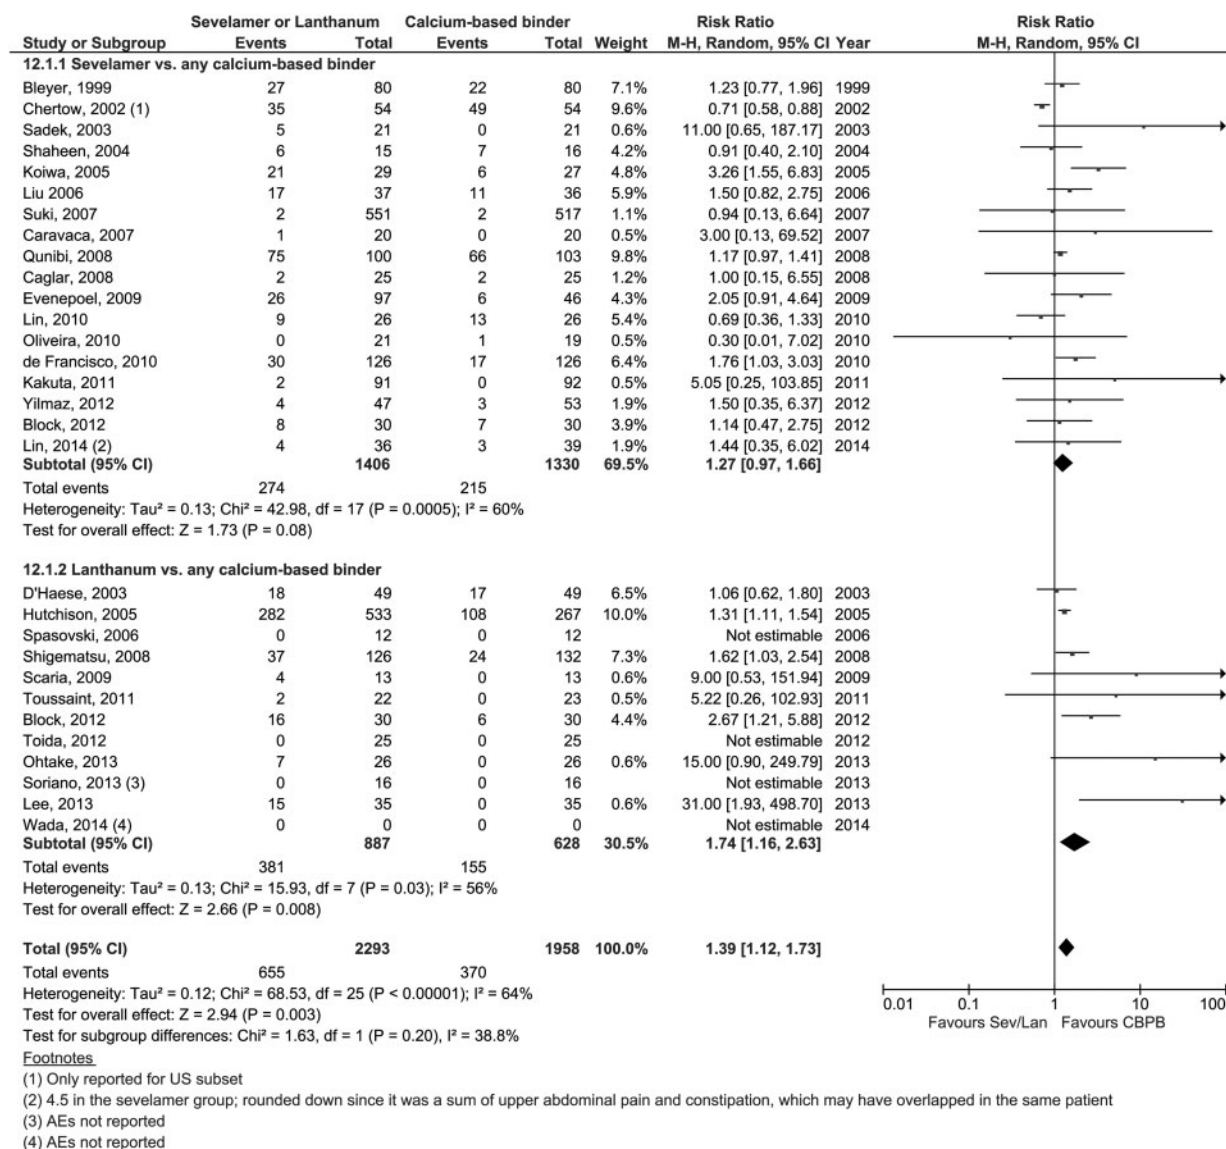 Sevelamer or Lanthanum Calcium-based binder Risk Ratio Risk Ratio
Study or Subgroup Events Total Events Total Weight M-H, Random, 95% CI Year M-H, Random, 95% CI
12.1.1 Sevelamer vs. any calcium-based binder
Bleyer, 1999 27 80 22 80 7.1% 1.23 [0.77, 1.96] 1999
Chertow, 2002 (1) 35 54 49 54 9.6% 0.71 [0.58, 0.88] 2002
Sadek, 2003 5 21 0 21 0.6% 11.00 [0.65, 187.17] 2003
Shaheen, 2004 6 15 7 16 4.2% 0.91 [0.40, 2.10] 2004
Koiwa, 2005 21 29 6 27 4.8% 3.26 [1.55, 6.83] 2005
Liu 2006 17 37 11 36 5.9% 1.50 [0.82, 2.75] 2006
Suki, 2007 2 551 2 517 1.1% 0.94 [0.13, 6.64] 2007
Caravaca, 2007 1 20 0 20 0.5% 3.00 [0.13, 69.52] 2007
Qunibi, 2008 75 100 66 103 9.8% 1.17 [0.97, 1.41] 2008
Caglar, 2008 2 25 2 25 1.2% 1.00 [0.15, 6.55] 2008
Evenepoel, 2009 26 97 6 46 4.3% 2.05 [0.91, 4.64] 2009
Lin, 2010 9 26 13 26 5.4% 0.69 [0.36, 1.33] 2010
Oliveira, 2010 0 21 1 19 0.5% 0.30 [0.01, 7.02] 2010
de Francisco, 2010 30 126 17 126 6.4% 1.76 [1.03, 3.03] 2010
Kakuta, 2011 2 91 0 92 0.5% 5.05 [0.25, 103.85] 2011
Yilmaz, 2012 4 47 3 53 1.9% 1.50 [0.35, 6.37] 2012
Block, 2012 8 30 7 30 3.9% 1.14 [0.47, 2.75] 2012
Lin, 2014 (2) 4 36 3 39 1.9% 1.44 [0.35, 6.02] 2014
Subtotal (95% CI) 1406 1330 69.5% 1.27 [0.97, 1.66]
Total events 274 215
Heterogeneity: Tau² = 0.13; Chi² = 42.98, df = 17 (P = 0.0005); I² = 60%
Test for overall effect: Z = 1.73 (P = 0.08)
12.1.2 Lanthanum vs. any calcium-based binder
D'Haese, 2003 18 49 17 49 6.5% 1.06 [0.62, 1.80] 2003
Hutchison, 2005 282 533 108 267 10.0% 1.31 [1.11, 1.54] 2005
Spasovski, 2006 0 12 0 12 Not estimable 2006
Shigematsu, 2008 37 126 24 132 7.3% 1.62 [1.03, 2.54] 2008
Scaria, 2009 4 13 0 13 0.6% 9.00 [0.53, 151.94] 2009
Toussaint, 2011 2 22 0 23 0.5% 5.22 [0.26, 102.93] 2011
Block, 2012 16 30 6 30 4.4% 2.67 [1.21, 5.88] 2012
Toida, 2012 0 25 0 25 Not estimable 2012
Ohtake, 2013 7 26 0 26 0.6% 15.00 [0.90, 249.79] 2013
Soriano, 2013 (3) 0 16 0 16 Not estimable 2013
Lee, 2013 15 35 0 35 0.6% 31.00 [1.93, 498.70] 2013
Wada, 2014 (4) 0 0 0 0 Not estimable 2014
Subtotal (95% CI) 887 628 30.5% 1.74 [1.16, 2.63]
Total events 381 155
Heterogeneity: Tau² = 0.13; Chi² = 15.93, df = 7 (P = 0.03); I² = 56%
Test for overall effect: Z = 2.66 (P = 0.008)
Total (95% CI) 2293 1958 100.0% 1.39 [1.12, 1.73]
Total events 655 370
Heterogeneity: Tau² = 0.12; Chi² = 68.53, df = 25 (P < 0.00001); I² = 64%
Test for overall effect: Z = 2.94 (P = 0.003)
Test for subgroup differences: Chi² = 1.63, df = 1 (P = 0.20), I² = 38.8%
0.01 0.1 1 10 100
Favours Sev/Lan Favours CBPB
Footnotes
(1) Only reported for US subset
(2) 4.5 in the sevelamer group; rounded down since it was a sum of upper abdominal pain and constipation, which may have overlapped in the same patient
(3) AEs not reported
(4) AEs not reported